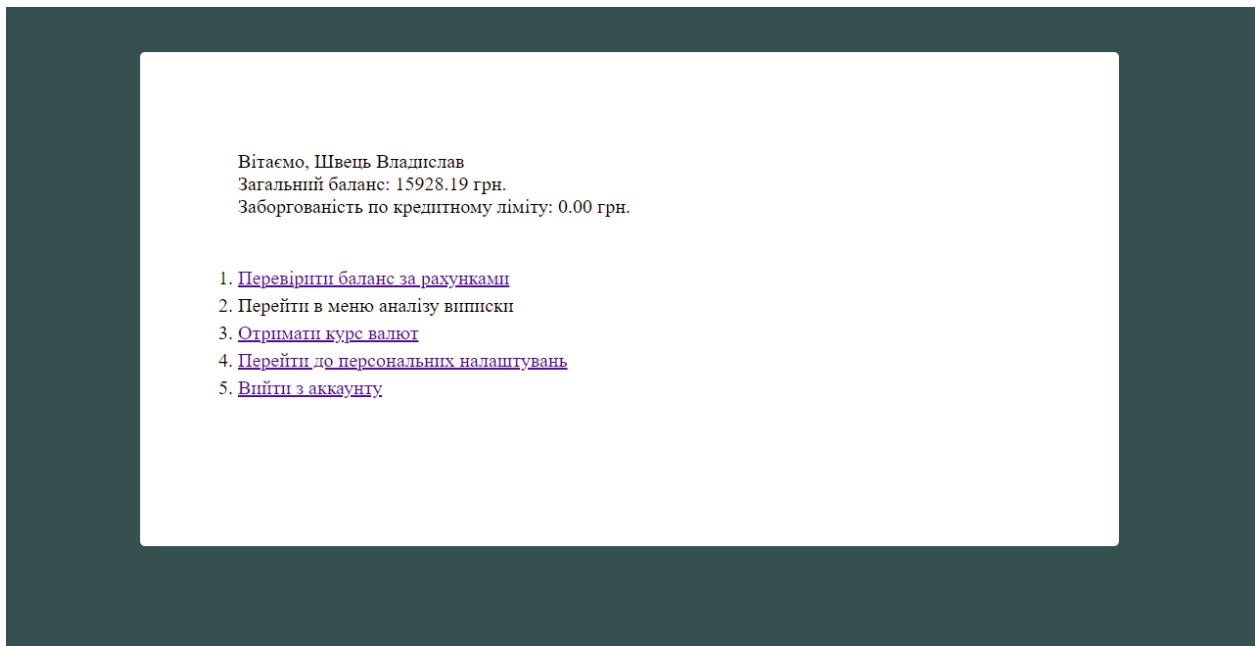 Вітаємо, Швець Владислав
Загальний баланс: 15928.19 грн.
Заборгованість по кредитному ліміту: 0.00 грн.
1. Перевірити баланс за рахунками
2. Перейти в меню аналізу виписки
3. Отримати курс валют
4. Перейти до персональних налаштувань
5. Вийти з аккаунту